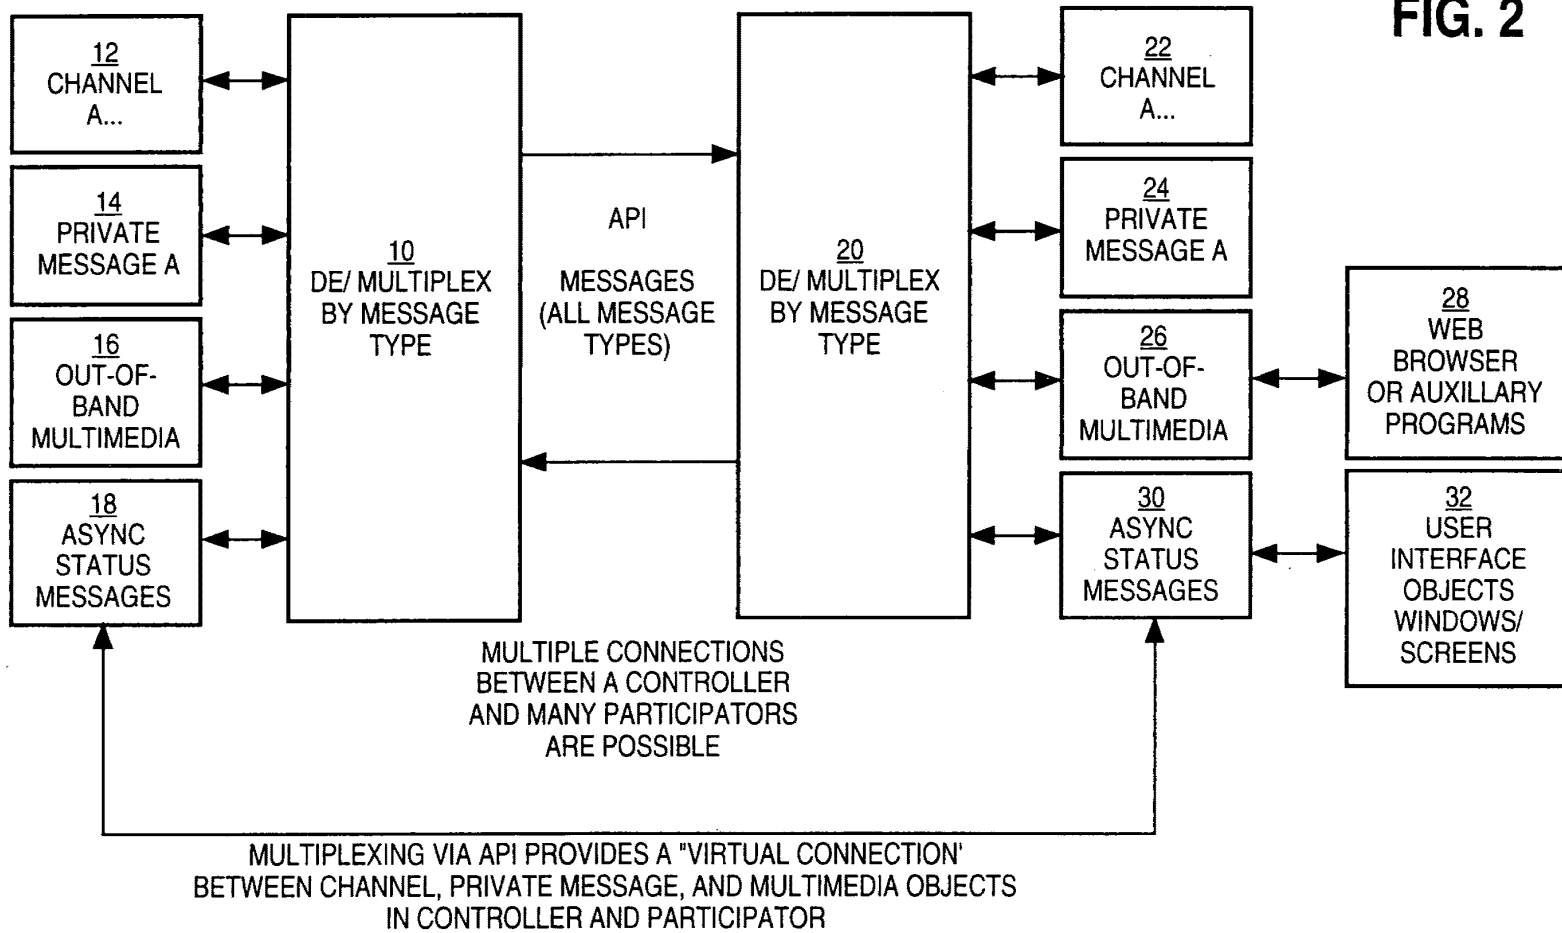 FIG. 2
12
CHANNEL
A...
14
PRIVATE
MESSAGE A
16
OUT-OF-
BAND
MULTIMEDIA
18
ASYNC
STATUS
MESSAGES
10
DE/ MULTIPLEX
BY MESSAGE
TYPE
API
MESSAGES
(ALL MESSAGE
TYPES)
20
DE/ MULTIPLEX
BY MESSAGE
TYPE
22
CHANNEL
A...
24
PRIVATE
MESSAGE A
26
OUT-OF-
BAND
MULTIMEDIA
30
ASYNC
STATUS
MESSAGES
28
WEB
BROWSER
OR AUXILLARY
PROGRAMS
32
USER
INTERFACE
OBJECTS
WINDOWS/
SCREENS
MULTIPLE CONNECTIONS
BETWEEN A CONTROLLER
AND MANY PARTICIPATORS
ARE POSSIBLE
MULTIPLEXING VIA API PROVIDES A "VIRTUAL CONNECTION'
BETWEEN CHANNEL, PRIVATE MESSAGE, AND MULTIMEDIA OBJECTS
IN CONTROLLER AND PARTICIPATOR